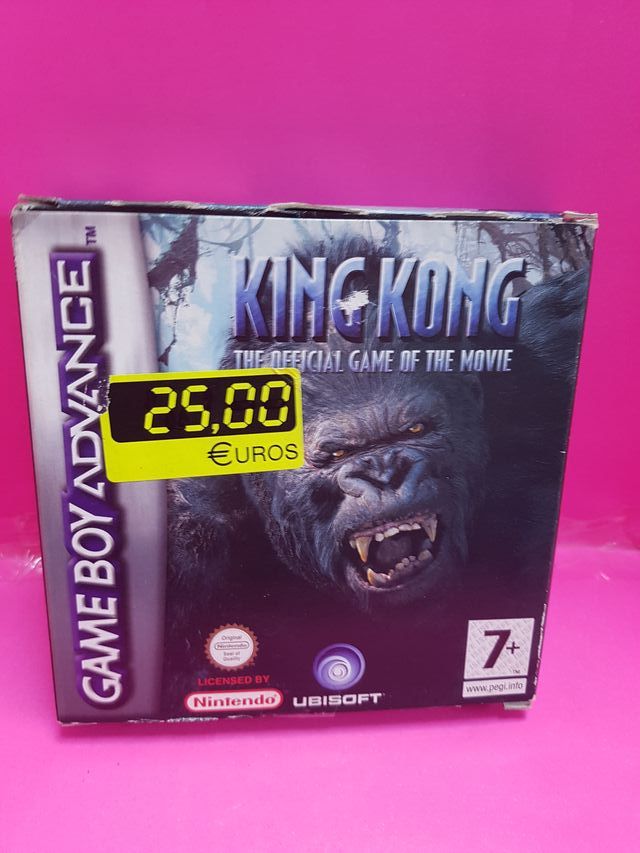 GAME BOY ADVANCE™
KING KONG
THE OFFICIAL GAME OF THE MOVIE
25,00
€UROS
Original
Nintendo
Seal of
Quality
LICENSED BY
Nintendo®
UBISOFT
7+
www.pegi.info